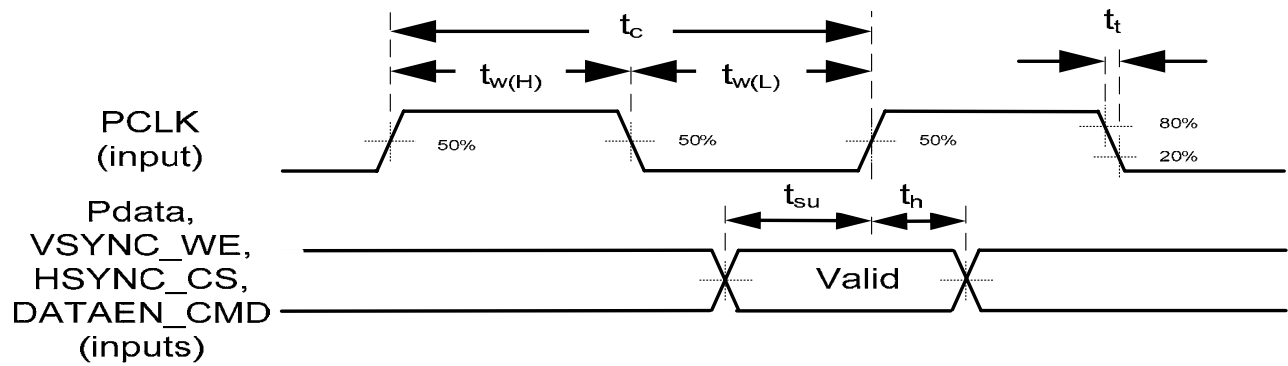 tc
tt
tw(H)
tw(L)
PCLK
(input)
50%
50%
50%
80%
20%
tsu
th
Pdata,
VSYNC_WE,
HSYNC_CS,
DATAEN_CMD
(inputs)
Valid